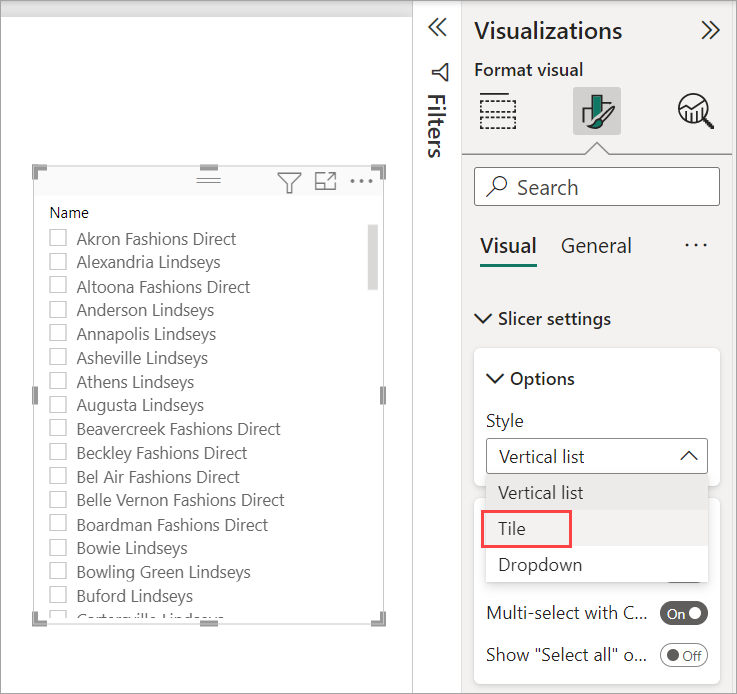 Name
Akron Fashions Direct
Alexandria Lindseys
Altoona Fashions Direct
Anderson Lindseys
Annapolis Lindseys
Asheville Lindseys
Athens Lindseys
Augusta Lindseys
Beavercreek Fashions Direct
Beckley Fashions Direct
Bel Air Fashions Direct
Belle Vernon Fashions Direct
Boardman Fashions Direct
Bowie Lindseys
Bowling Green Lindseys
Buford Lindseys
Filters
Visualizations
Format visual
Search
Visual General
Slicer settings
Options
Style
Vertical list
Vertical list
Tile
Dropdown
Multi-select with C... On
Show "Select all" o... Off